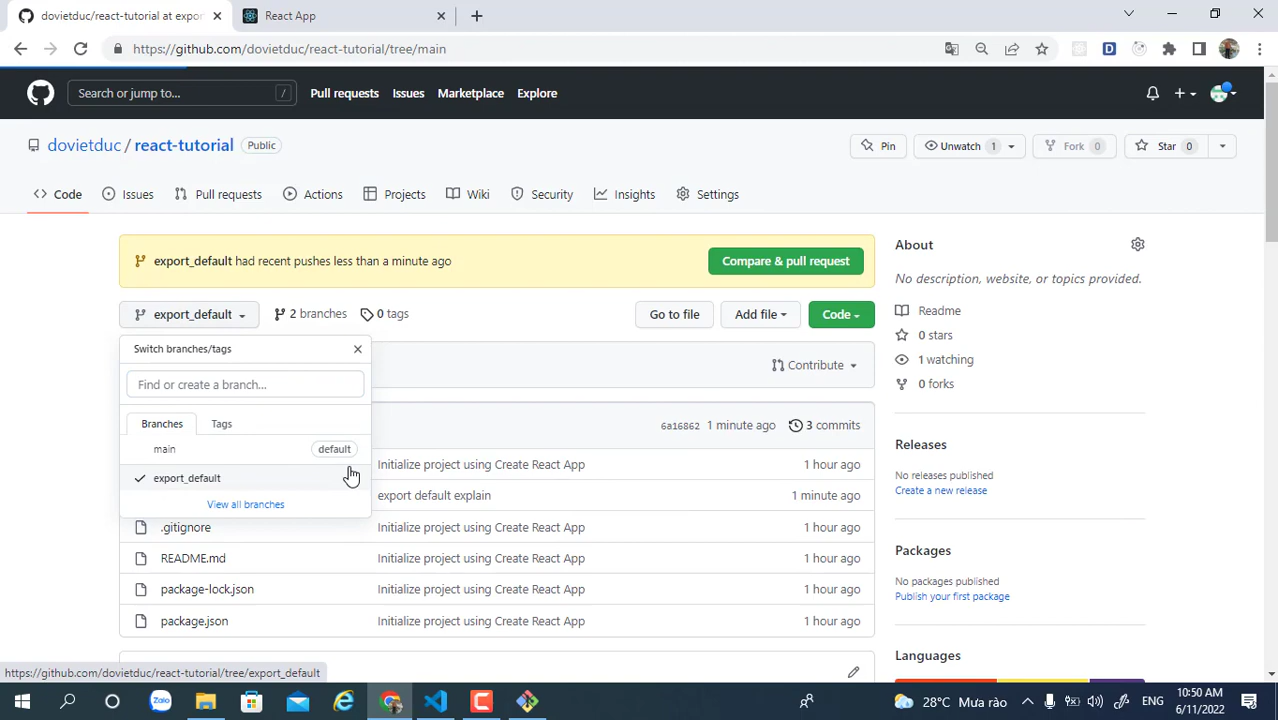 dovietduc/react-tutorial at expor
React App
https://github.com/dovietduc/react-tutorial/tree/main
Search or jump to...
/
Pull requests
Issues
Marketplace
Explore
dovietduc / react-tutorial
Public
Pin
Unwatch 1
Fork 0
Star 0
Code
Issues
Pull requests
Actions
Projects
Wiki
Security
Insights
Settings
export_default had recent pushes less than a minute ago
Compare & pull request
export_default
2 branches
0 tags
Go to file
Add file
Code
Switch branches/tags
Find or create a branch...
Branches
Tags
main
default
export_default
View all branches
Contribute
6a16862 1 minute ago
3 commits
Initialize project using Create React App
1 hour ago
export default explain
1 minute ago
.gitignore
Initialize project using Create React App
1 hour ago
README.md
Initialize project using Create React App
1 hour ago
package-lock.json
Initialize project using Create React App
1 hour ago
package.json
Initialize project using Create React App
1 hour ago
About
No description, website, or topics provided.
Readme
0 stars
1 watching
0 forks
Releases
No releases published
Create a new release
Packages
No packages published
Publish your first package
Languages
https://github.com/dovietduc/react-tutorial/tree/export_default
Zalo
28°C Mưa rào
ENG
10:50 AM
6/11/2022